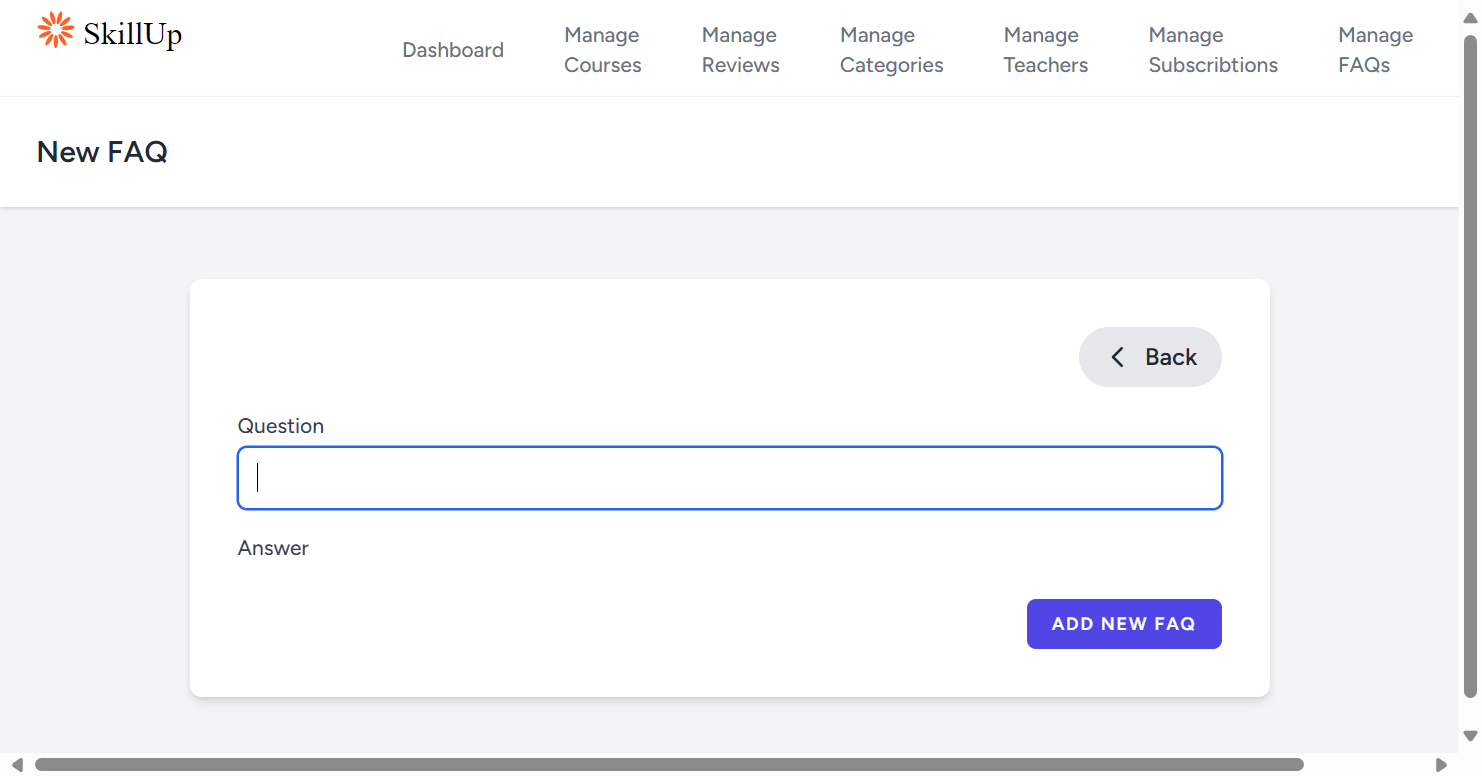 SkillUp
Dashboard
Manage Courses
Manage Reviews
Manage Categories
Manage Teachers
Manage Subscribtions
Manage FAQs
New FAQ
Back
Question
Answer
ADD NEW FAQ